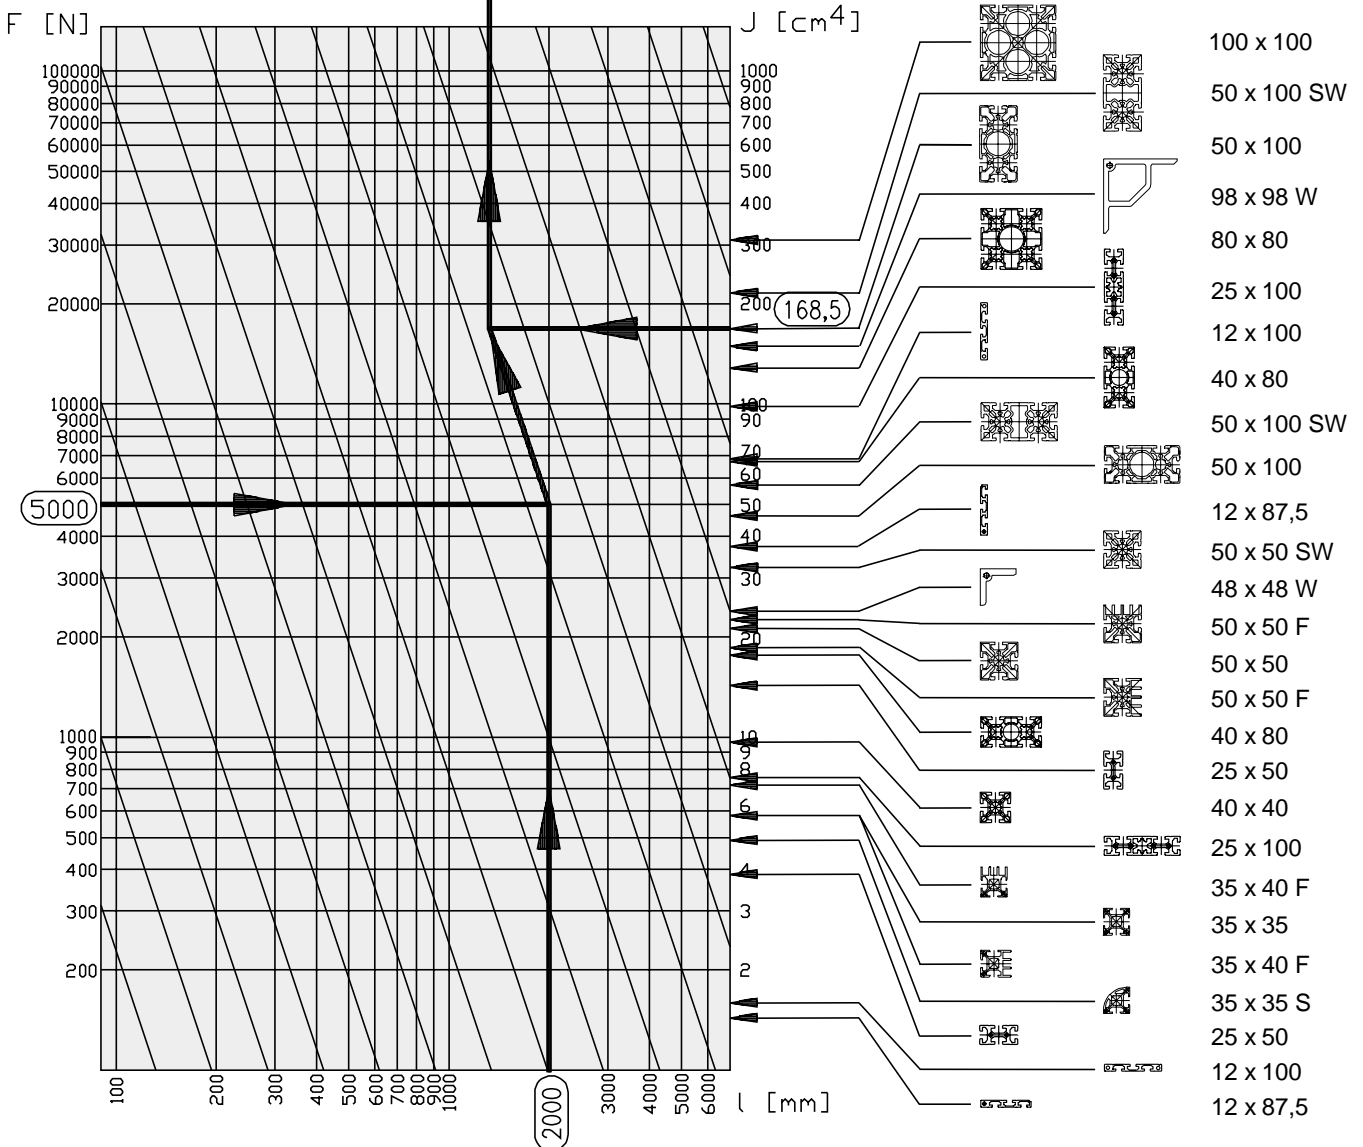 F [N]
J [cm4]
100000
90000
80000
70000
60000
50000
40000
30000
20000
10000
9000
8000
7000
6000
5000
4000
3000
2000
1000
900
800
700
600
500
400
300
200
1000
900
800
700
600
500
400
300
200
168,5
100
90
70
60
50
40
30
20
10
9
8
6
4
3
2
100 x 100
50 x 100 SW
50 x 100
98 x 98 W
80 x 80
25 x 100
12 x 100
40 x 80
50 x 100 SW
50 x 100
12 x 87,5
50 x 50 SW
48 x 48 W
50 x 50 F
50 x 50
50 x 50 F
40 x 80
25 x 50
40 x 40
25 x 100
35 x 40 F
35 x 35
35 x 40 F
35 x 35 S
25 x 50
12 x 100
12 x 87,5
100 200 300 400 500 600 700 800 900 1000 2000 3000 4000 5000 6000 l [mm]